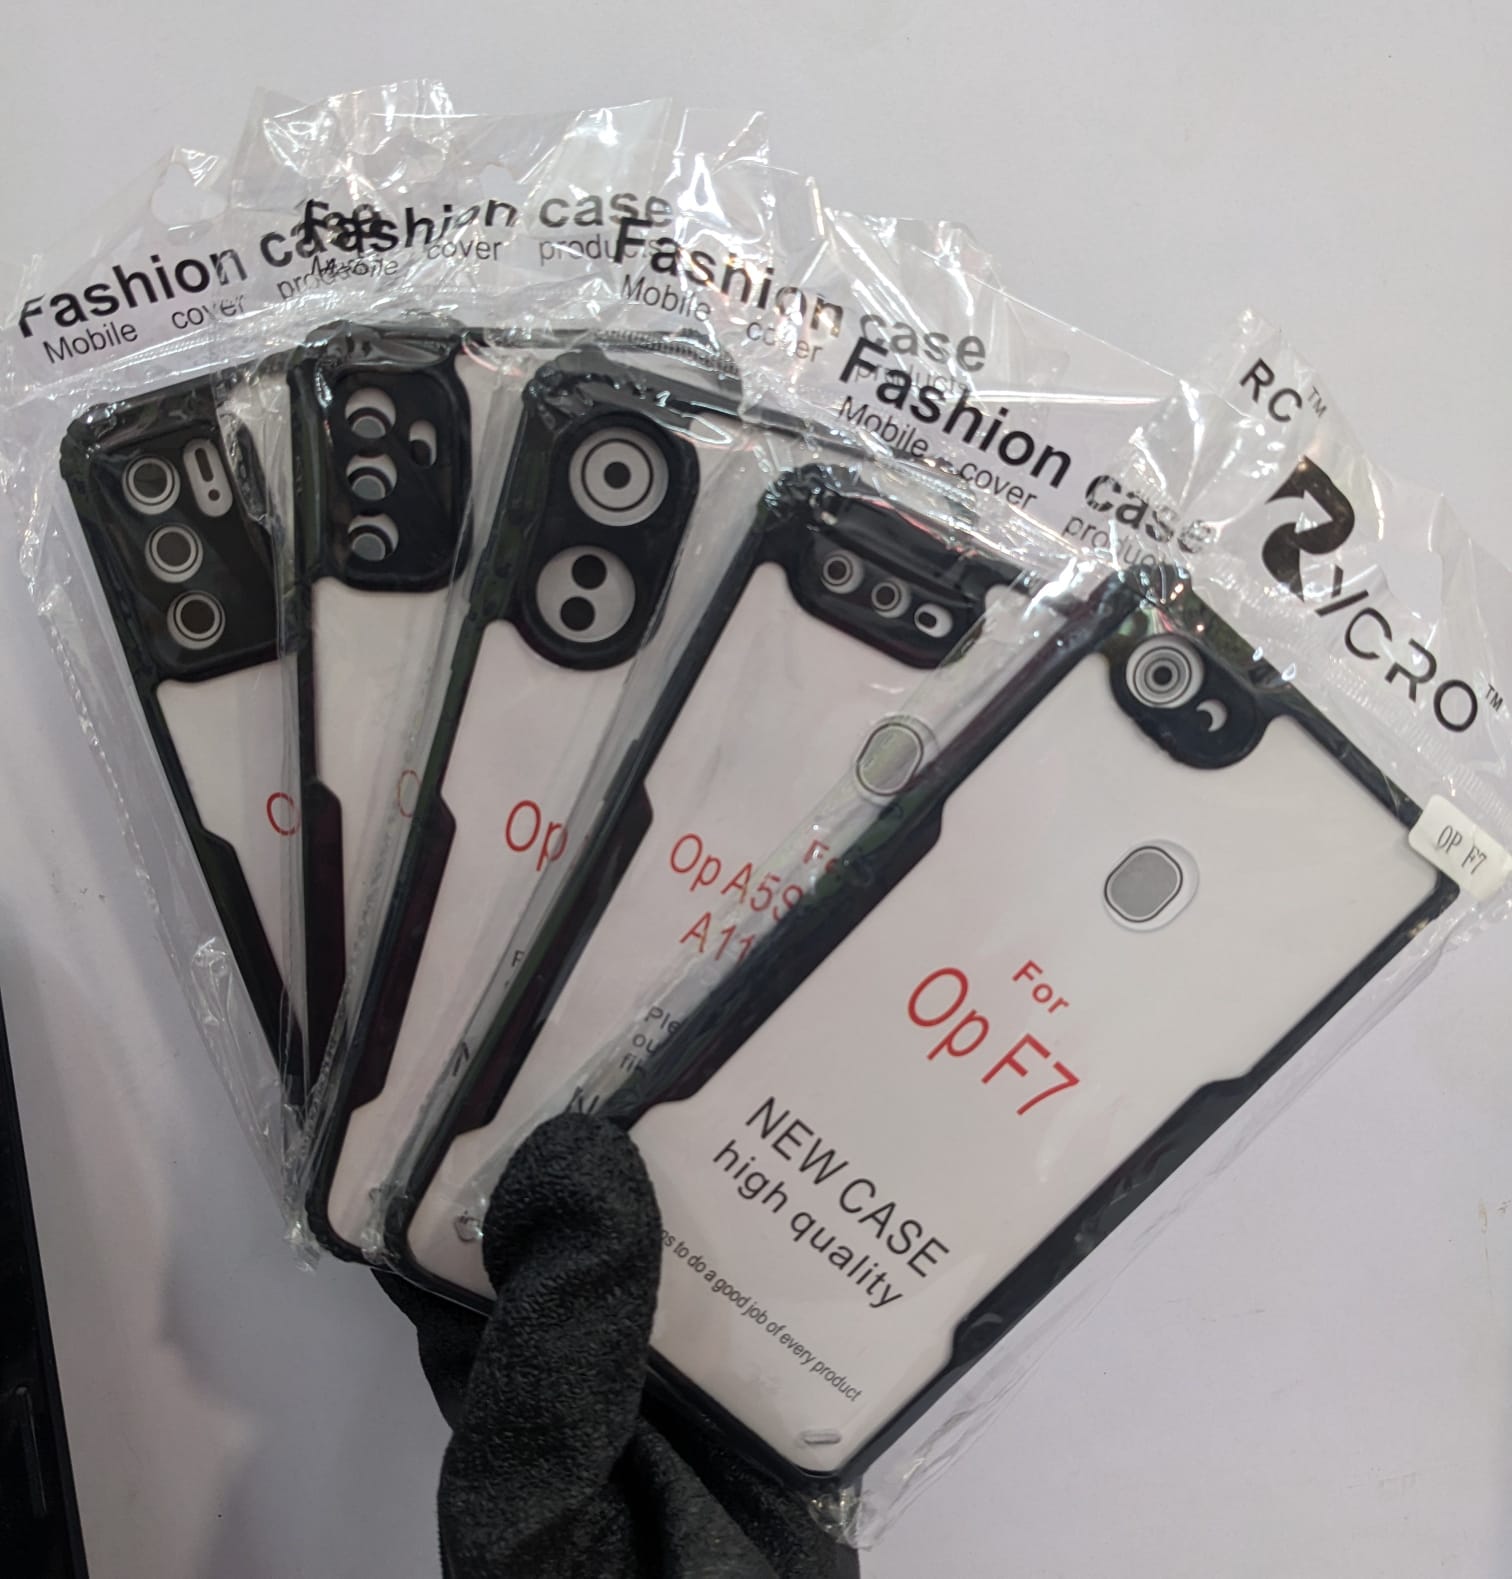 Fashion case
Mobile cover
Fashion case
Mobile cover products
Fashion case
Mobile cover products
Fashion case
Mobile cover products
RC™
RYCRO™
OP F7
Op
Op A5S
A11
For
Op F7
NEW CASE
high quality
to do a good job of every product